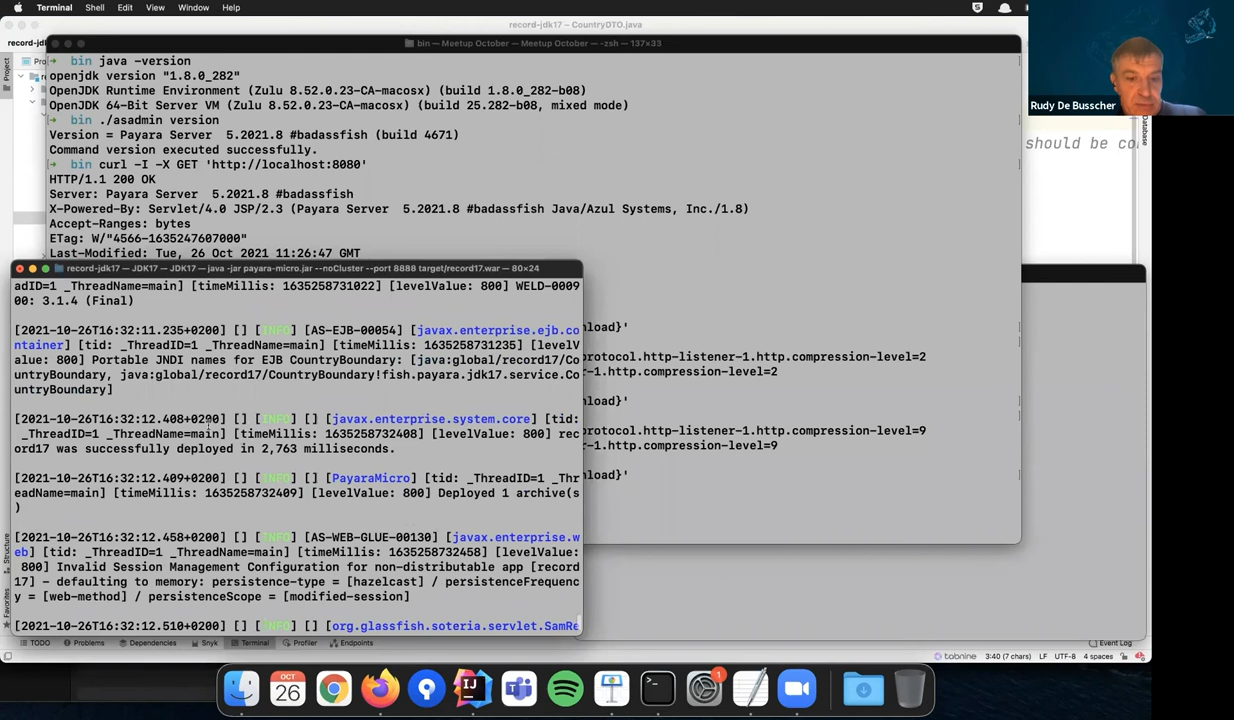 Terminal Shell Edit View Window Help
record-jdk17 – CountryDTO.java
record-jd
bin — Meetup October — Meetup October — -zsh — 137×33
Project
Pro
re
➜ bin java -version
openjdk version "1.8.0_282"
OpenJDK Runtime Environment (Zulu 8.52.0.23-CA-macosx) (build 1.8.0_282-b08)
OpenJDK 64-Bit Server VM (Zulu 8.52.0.23-CA-macosx) (build 25.282-b08, mixed mode)
➜ bin ./asadmin version
Version = Payara Server 5.2021.8 #badassfish (build 4671)
Command version executed successfully.
➜ bin curl -I -X GET 'http://localhost:8080'
HTTP/1.1 200 OK
Server: Payara Server 5.2021.8 #badassfish
X-Powered-By: Servlet/4.0 JSP/2.3 (Payara Server 5.2021.8 #badassfish Java/Azul Systems, Inc./1.8)
Accept-Ranges: bytes
ETag: W/"4566-1635247607000"
Last-Modified: Tue, 26 Oct 2021 11:26:47 GMT
nload}'
rotocol.http-listener-1.http.compression-level=2
r-1.http.compression-level=2
nload}'
rotocol.http-listener-1.http.compression-level=9
r-1.http.compression-level=9
nload}'
Rudy De Busscher
Database
should be co
record-jdk17 — JDK17 — JDK17 — java -jar payara-micro.jar --noCluster --port 8888 target/record17.war — 80×24
adID=1 _ThreadName=main] [timeMillis: 1635258731022] [levelValue: 800] WELD-0009
00: 3.1.4 (Final)
[2021-10-26T16:32:11.235+0200] [] [INFO] [AS-EJB-00054] [javax.enterprise.ejb.co
ntainer] [tid: _ThreadID=1 _ThreadName=main] [timeMillis: 1635258731235] [levelV
alue: 800] Portable JNDI names for EJB CountryBoundary: [java:global/record17/Co
untryBoundary, java:global/record17/CountryBoundary!fish.payara.jdk17.service.Co
untryBoundary]
[2021-10-26T16:32:12.408+0200] [] [INFO] [] [javax.enterprise.system.core] [tid:
_ThreadID=1 _ThreadName=main] [timeMillis: 1635258732408] [levelValue: 800] rec
ord17 was successfully deployed in 2,763 milliseconds.
[2021-10-26T16:32:12.409+0200] [] [INFO] [] [PayaraMicro] [tid: _ThreadID=1 _Thr
eadName=main] [timeMillis: 1635258732409] [levelValue: 800] Deployed 1 archive(s
)
[2021-10-26T16:32:12.458+0200] [] [INFO] [AS-WEB-GLUE-00130] [javax.enterprise.w
eb] [tid: _ThreadID=1 _ThreadName=main] [timeMillis: 1635258732458] [levelValue:
800] Invalid Session Management Configuration for non-distributable app [record
17] - defaulting to memory: persistence-type = [hazelcast] / persistenceFrequenc
y = [web-method] / persistenceScope = [modified-session]
[2021-10-26T16:32:12.510+0200] [] [INFO] [] [org.glassfish.soteria.servlet.SamRe
Structure
Favorites
TODO Problems Dependencies Snyk Terminal Profiler Endpoints Event Log
tabnine 3:40 (7 chars) LF UTF-8 4 spaces
OCT
26
1